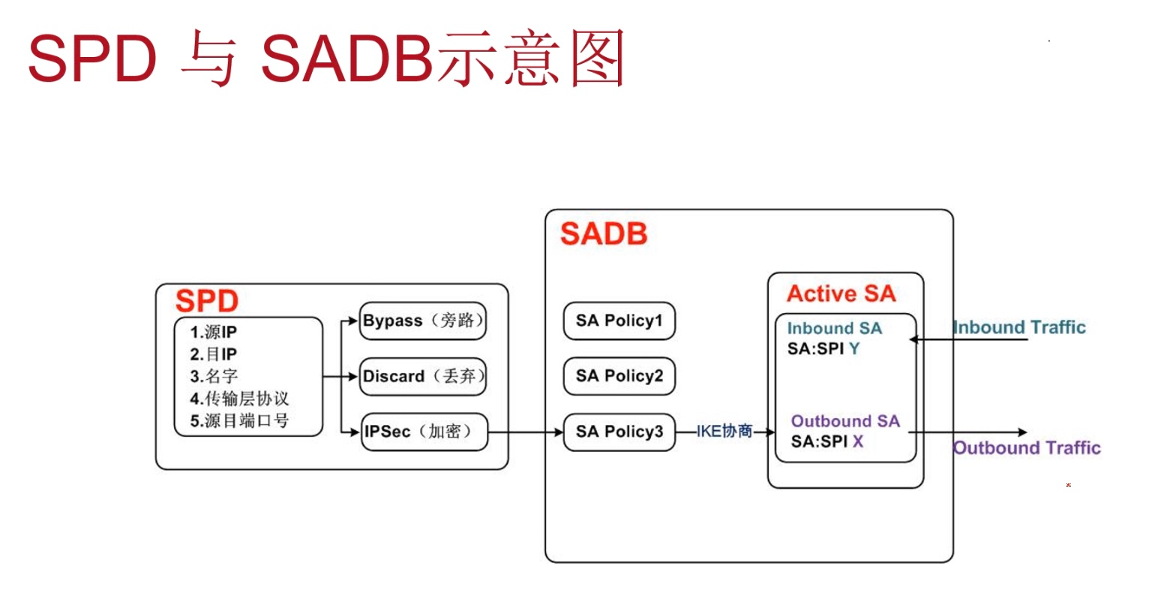 SPD 与 SADB示意图
SPD
1.源IP
2.目IP
3.名字
4.传输层协议
5.源目端口号
Bypass（旁路）
Discard（丢弃）
IPSec（加密）
SADB
SA Policy1
SA Policy2
SA Policy3
IKE协商
Active SA
Inbound SA
SA:SPI Y
Outbound SA
SA:SPI X
Inbound Traffic
Outbound Traffic